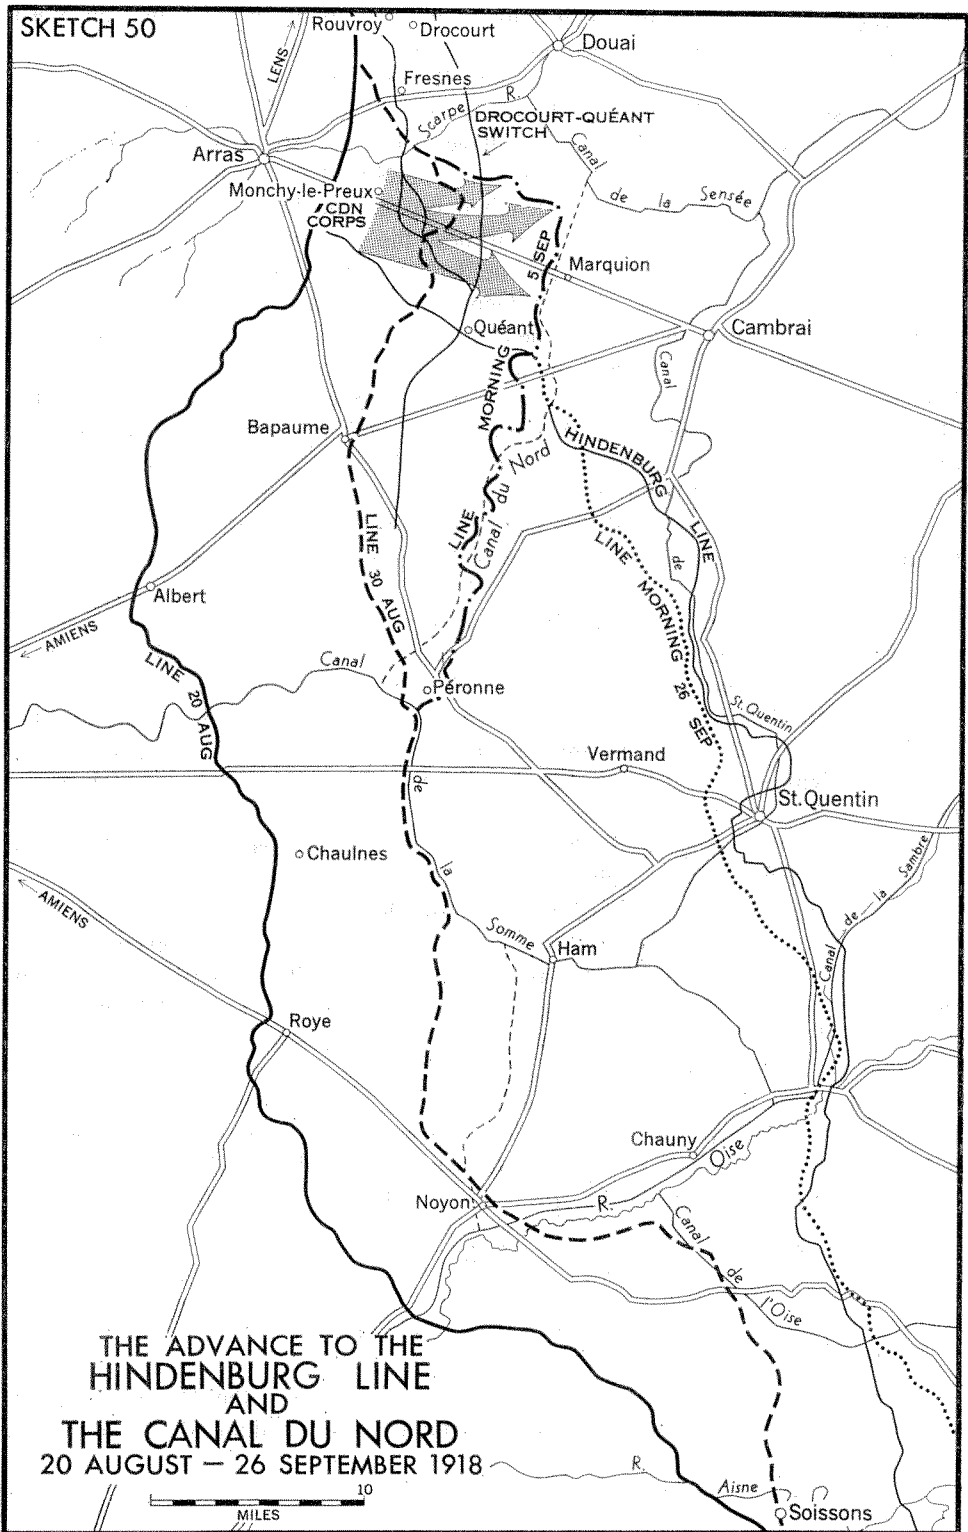 SKETCH 50
Rouvroy
Drocourt
Douai
LENS
Fresnes
Scarpe R.
DROCOURT-QUÉANT
SWITCH
Canal
de la Sensée
Arras
Monchy-le-Preux
CDN
CORPS
Marquion
Quéant
Cambrai
Canal
LINE MORNING 5 SEP
Bapaume
HINDENBURG LINE
Canal du Nord
LINE 30 AUG
LINE MORNING 26 SEP
de
Albert
AMIENS
LINE 20 AUG
Canal
Péronne
St. Quentin
Vermand
St. Quentin
de
la
Chaulnes
AMIENS
Somme
Ham
Canal de la Sambre
Roye
Chauny
Oise
R.
Noyon
Canal
de
l'Oise
THE ADVANCE TO THE
HINDENBURG LINE
AND
THE CANAL DU NORD
20 AUGUST — 26 SEPTEMBER 1918
10
MILES
R.
Aisne
Soissons